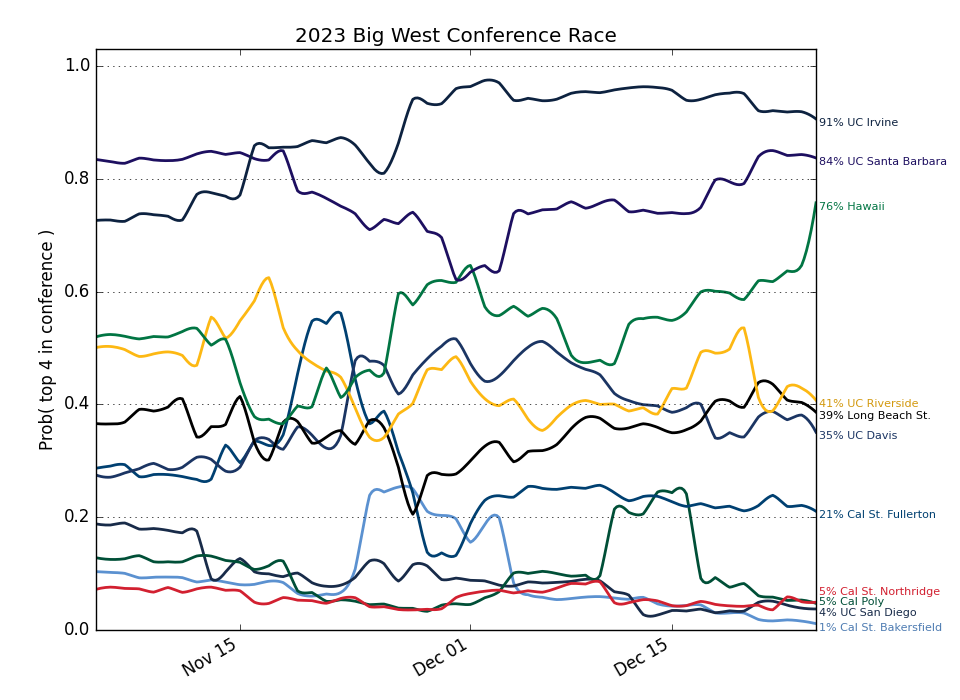 2023 Big West Conference Race
Prob( top 4 in conference )
1.0
0.8
0.6
0.4
0.2
0.0
Nov 15
Dec 01
Dec 15
91% UC Irvine
84% UC Santa Barbara
76% Hawaii
41% UC Riverside
39% Long Beach St.
35% UC Davis
21% Cal St. Fullerton
5% Cal St. Northridge
5% Cal Poly
4% UC San Diego
1% Cal St. Bakersfield